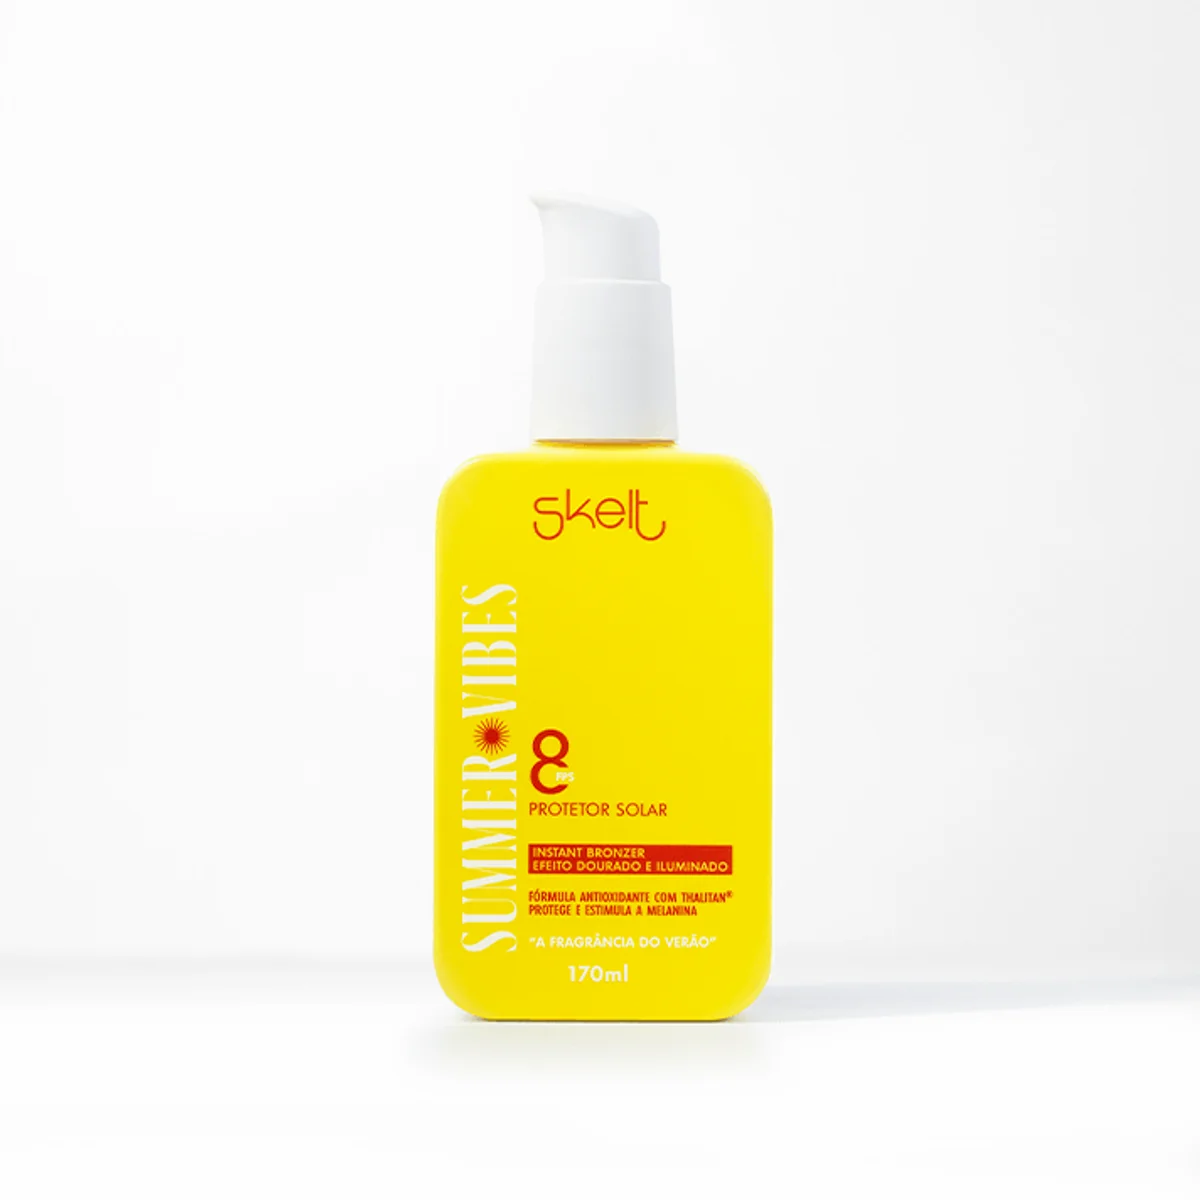 skelt
SUMMER VIBES
8
FPS
PROTETOR SOLAR
INSTANT BRONZER
EFEITO DOURADO E ILUMINADO
FÓRMULA ANTIOXIDANTE COM THALITAN®
PROTEGE E ESTIMULA A MELANINA
"A FRAGRÂNCIA DO VERÃO"
170ml